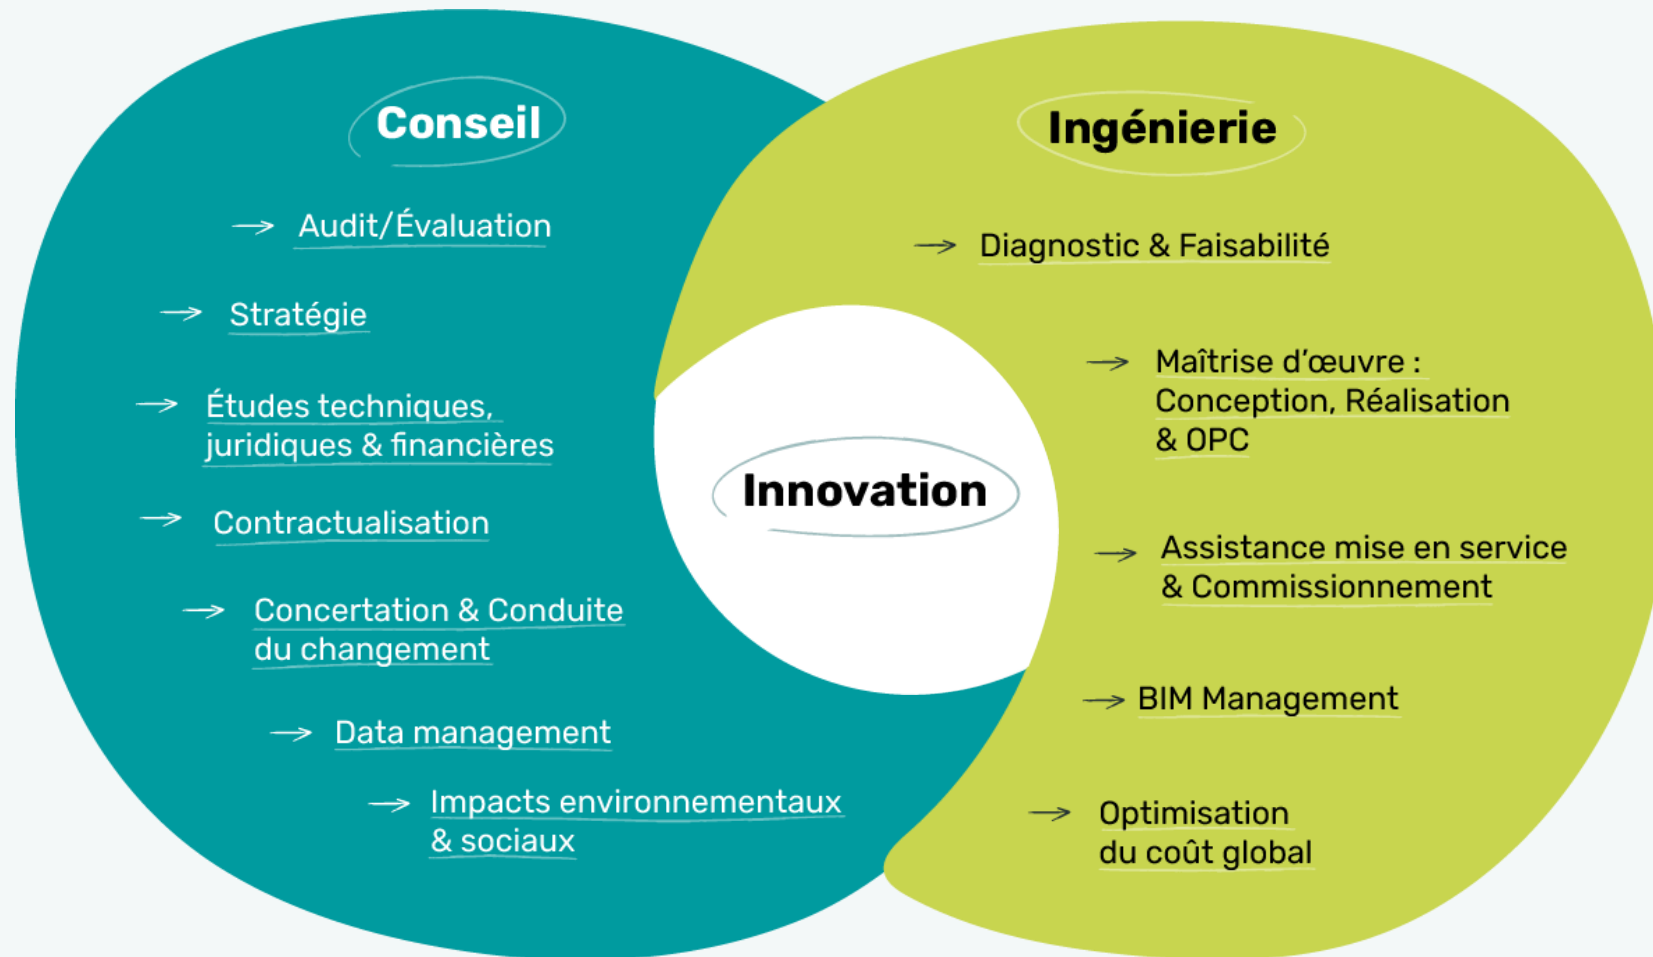 Conseil
→ Audit/Évaluation
→ Stratégie
→ Études techniques,
juridiques & financières
→ Contractualisation
→ Concertation & Conduite
du changement
→ Data management
→ Impacts environnementaux
& sociaux
Innovation
Ingénierie
→ Diagnostic & Faisabilité
→ Maîtrise d’œuvre :
Conception, Réalisation
& OPC
→ Assistance mise en service
& Commissionnement
→ BIM Management
→ Optimisation
du coût global